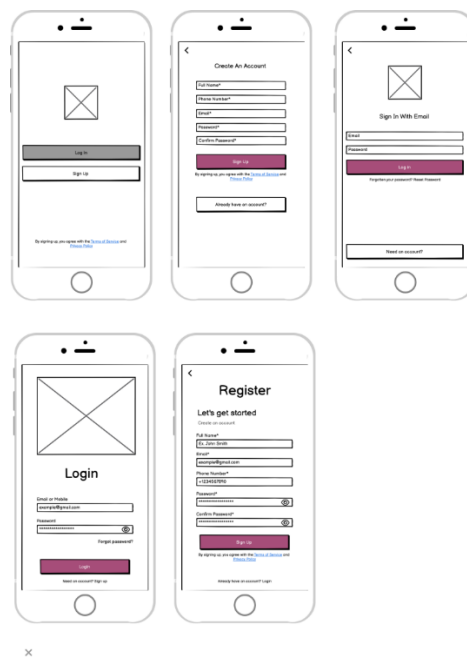 Log In
Sign Up
By signing up, you agree with the Terms of Service and
Privacy Policy
Create An Account
Full Name*
Phone Number*
Email*
Password*
Confirm Password*
Sign Up
By signing up, you agree with the Terms of Service and
Privacy Policy
Already have an account?
Sign In With Email
Email
Password
Log In
Forgotten your password? Reset Password
Need an account?
Login
Email or Mobile
example@gmail.com
Password
****************
Forgot password?
Login
Need an account? Sign up
Register
Let's get started
Create an account
Full Name*
Ex. John Smith
Email*
example@gmail.com
Phone Number*
+1234567890
Password*
****************
Confirm Password*
****************
Sign Up
By signing up, you agree with the Terms of Service and
Privacy Policy
Already have an account? Login